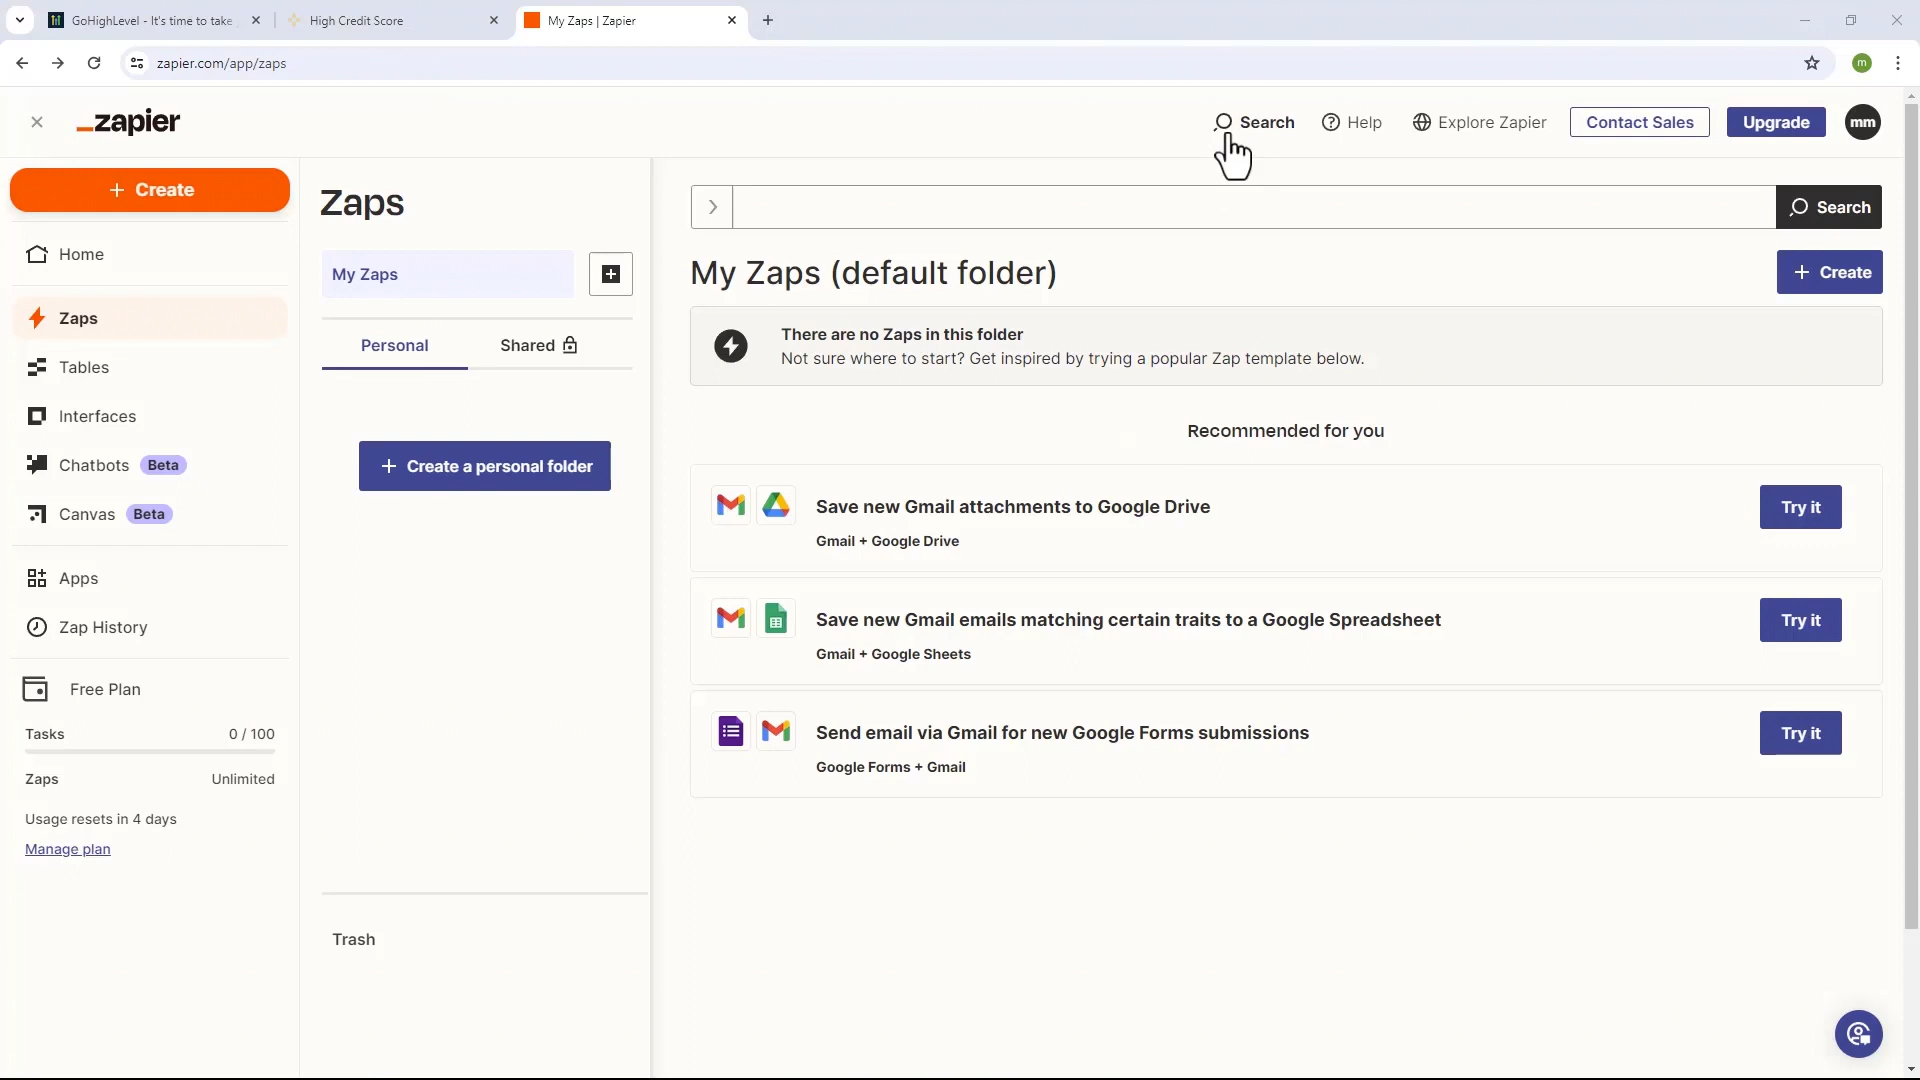 GoHighLevel - It's time to take
High Credit Score
My Zaps | Zapier
zapier.com/app/zaps
m
_zapier
Search
Help
Explore Zapier
Contact Sales
Upgrade
mm
+ Create
Home
Zaps
Tables
Interfaces
Chatbots Beta
Canvas Beta
Apps
Zap History
Free Plan
Tasks 0 / 100
Zaps Unlimited
Usage resets in 4 days
Manage plan
Zaps
My Zaps
Personal
Shared
+ Create a personal folder
Trash
Search
My Zaps (default folder)
+ Create
There are no Zaps in this folder
Not sure where to start? Get inspired by trying a popular Zap template below.
Recommended for you
Save new Gmail attachments to Google Drive
Gmail + Google Drive
Try it
Save new Gmail emails matching certain traits to a Google Spreadsheet
Gmail + Google Sheets
Try it
Send email via Gmail for new Google Forms submissions
Google Forms + Gmail
Try it